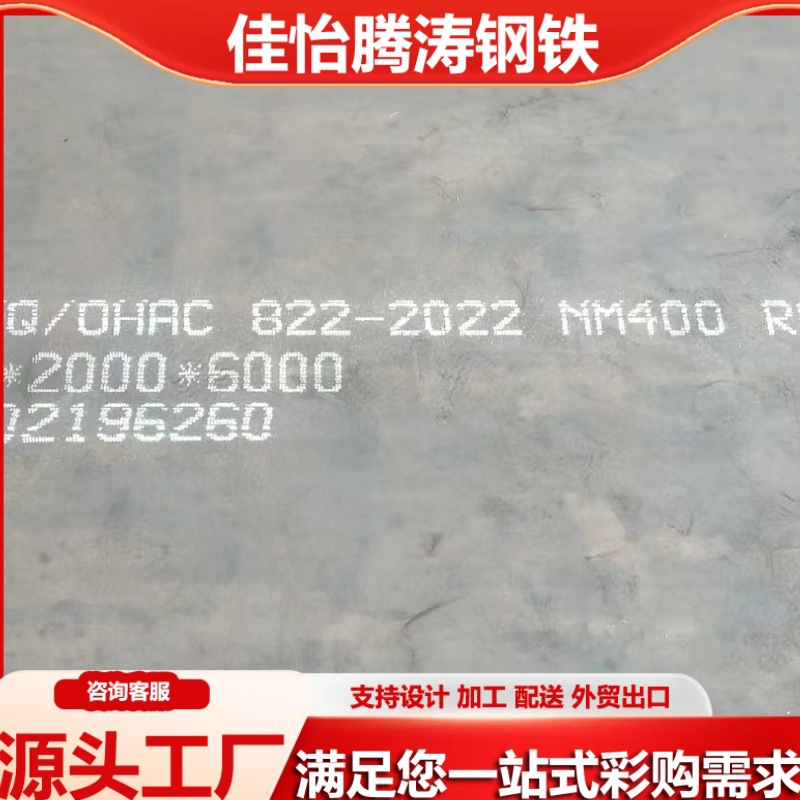 佳怡腾涛钢铁
Q/OHAC 822-2022 NM400 R
*2000*6000
02196260
咨询客服
支持设计 加工 配送 外贸出口
源头工厂
满足您一站式彩购需求